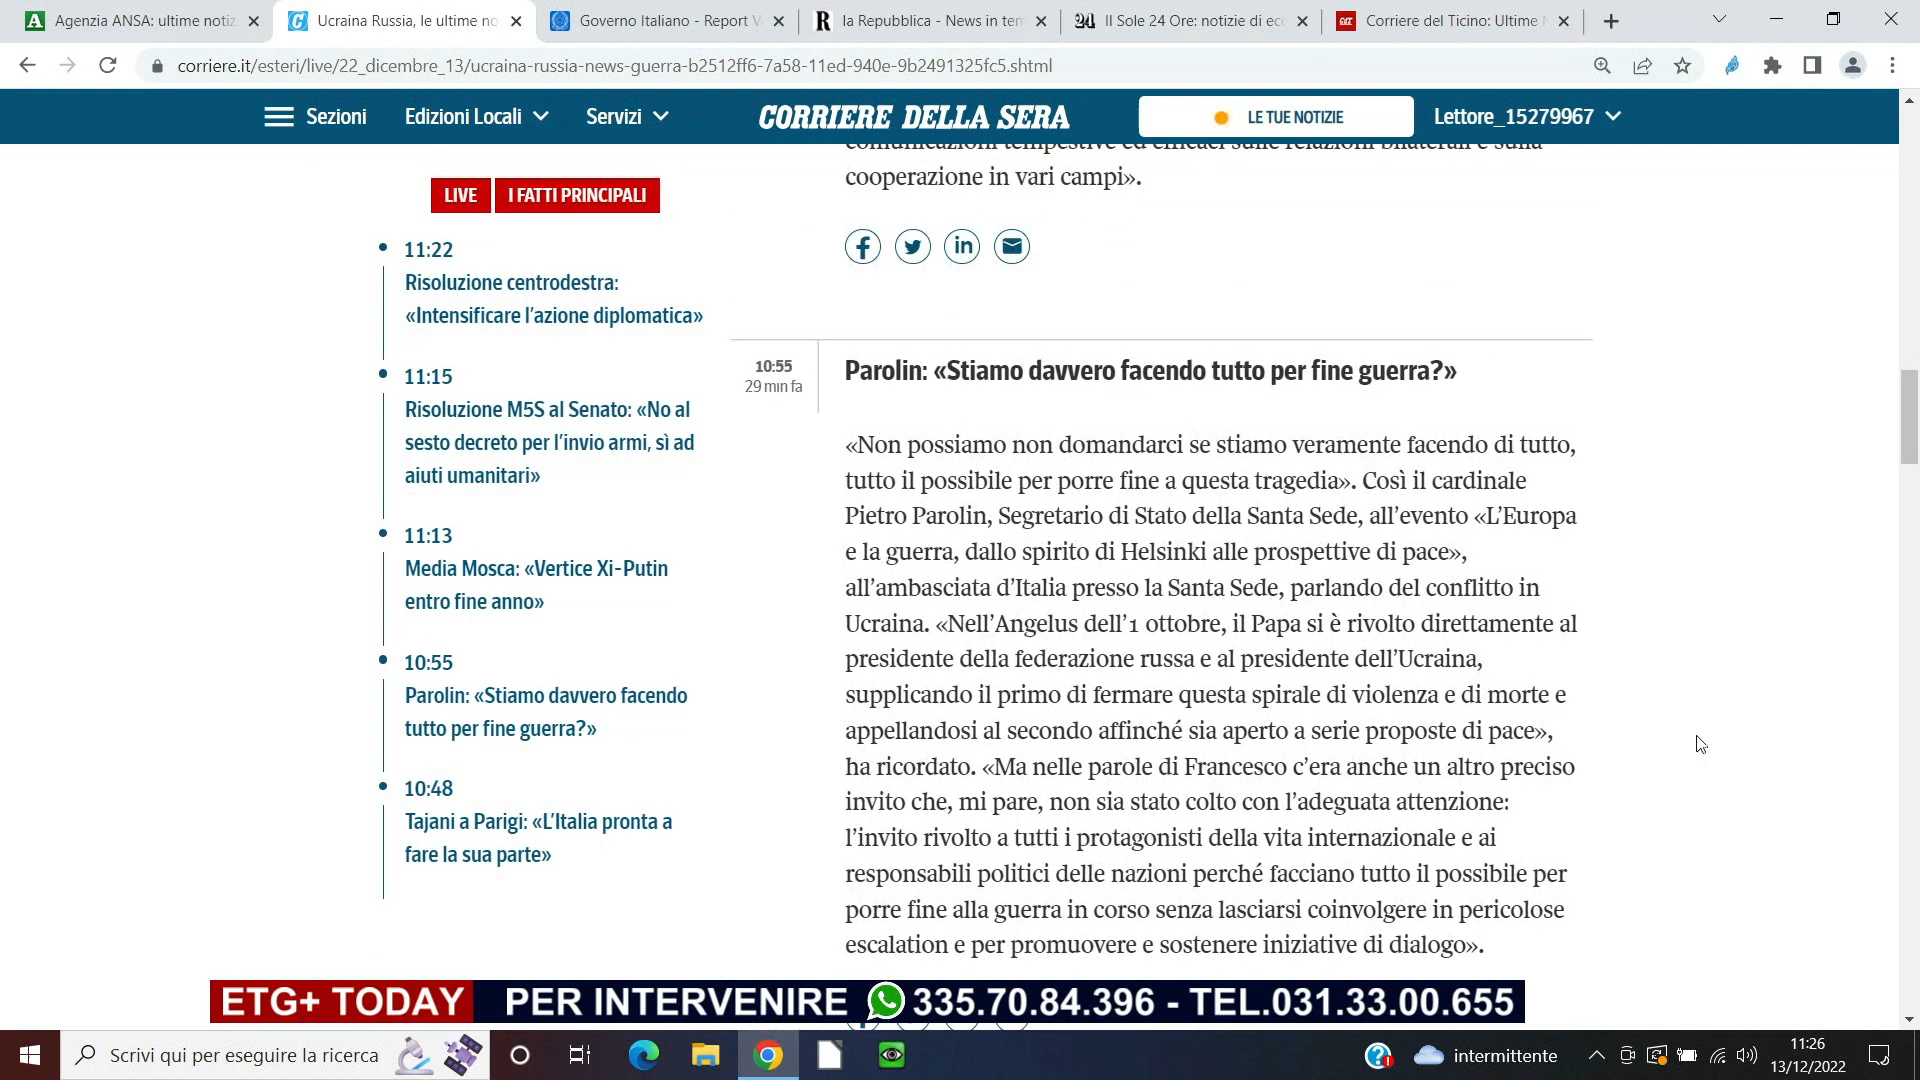 Agenzia ANSA: ultime notiz
Ucraina Russia, le ultime no
Governo Italiano - Report V
la Repubblica - News in tem
Il Sole 24 Ore: notizie di ec
Corriere del Ticino: Ultime N
corriere.it/esteri/live/22_dicembre_13/ucraina-russia-news-guerra-b2512ff6-7a58-11ed-940e-9b2491325fc5.shtml
Sezioni
Edizioni Locali
Servizi
CORRIERE DELLA SERA
LE TUE NOTIZIE
Lettore_15279967
LIVE
I FATTI PRINCIPALI
11:22
Risoluzione centrodestra:
«Intensificare l'azione diplomatica»
11:15
Risoluzione M5S al Senato: «No al
sesto decreto per l'invio armi, sì ad
aiuti umanitari»
11:13
Media Mosca: «Vertice Xi-Putin
entro fine anno»
10:55
Parolin: «Stiamo davvero facendo
tutto per fine guerra?»
10:48
Tajani a Parigi: «L'Italia pronta a
fare la sua parte»
comunicazioni tempestive ed efficaci sulle relazioni bilaterali e sulla
cooperazione in vari campi».
10:55
29 min fa
Parolin: «Stiamo davvero facendo tutto per fine guerra?»
«Non possiamo non domandarci se stiamo veramente facendo di tutto,
tutto il possibile per porre fine a questa tragedia». Così il cardinale
Pietro Parolin, Segretario di Stato della Santa Sede, all'evento «L'Europa
e la guerra, dallo spirito di Helsinki alle prospettive di pace»,
all'ambasciata d'Italia presso la Santa Sede, parlando del conflitto in
Ucraina. «Nell'Angelus dell'1 ottobre, il Papa si è rivolto direttamente al
presidente della federazione russa e al presidente dell'Ucraina,
supplicando il primo di fermare questa spirale di violenza e di morte e
appellandosi al secondo affinché sia aperto a serie proposte di pace»,
ha ricordato. «Ma nelle parole di Francesco c'era anche un altro preciso
invito che, mi pare, non sia stato colto con l'adeguata attenzione:
l'invito rivolto a tutti i protagonisti della vita internazionale e ai
responsabili politici delle nazioni perché facciano tutto il possibile per
porre fine alla guerra in corso senza lasciarsi coinvolgere in pericolose
escalation e per promuovere e sostenere iniziative di dialogo».
ETG+ TODAY
PER INTERVENIRE 335.70.84.396 - TEL.031.33.00.655
Scrivi qui per eseguire la ricerca
intermittente
11:26
13/12/2022